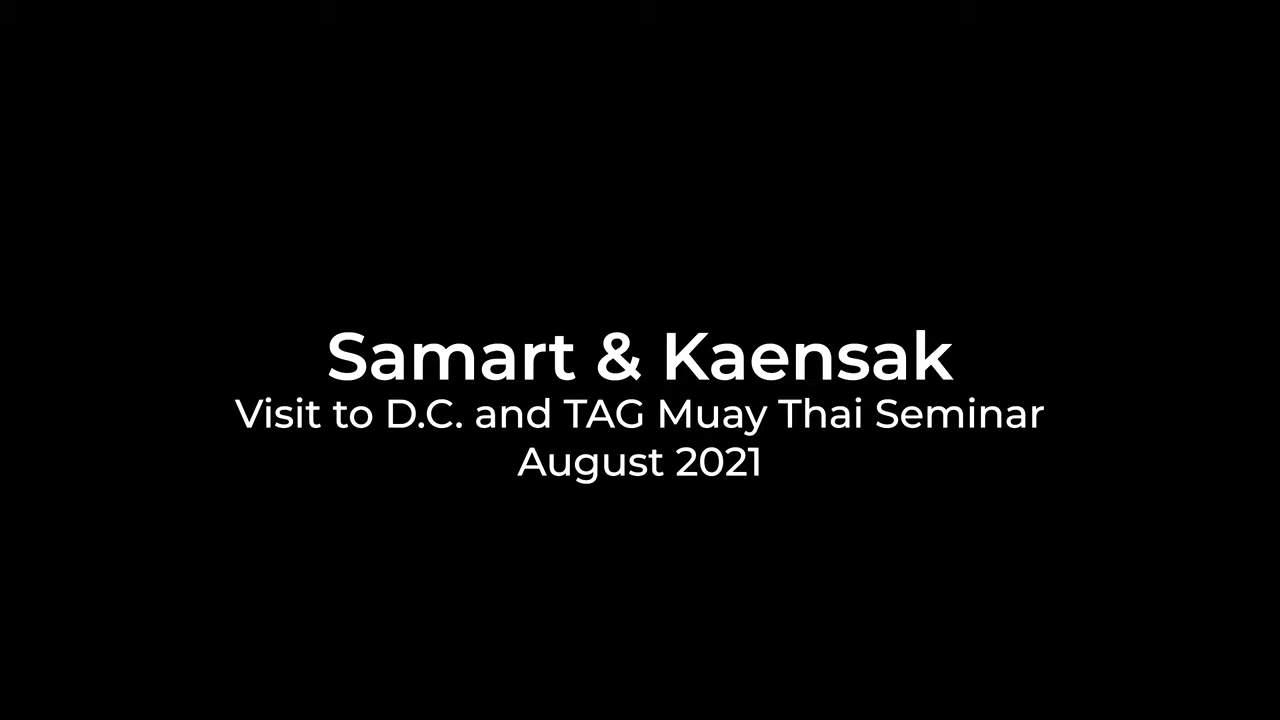 Samart & Kaensak
Visit to D.C. and TAG Muay Thai Seminar
August 2021